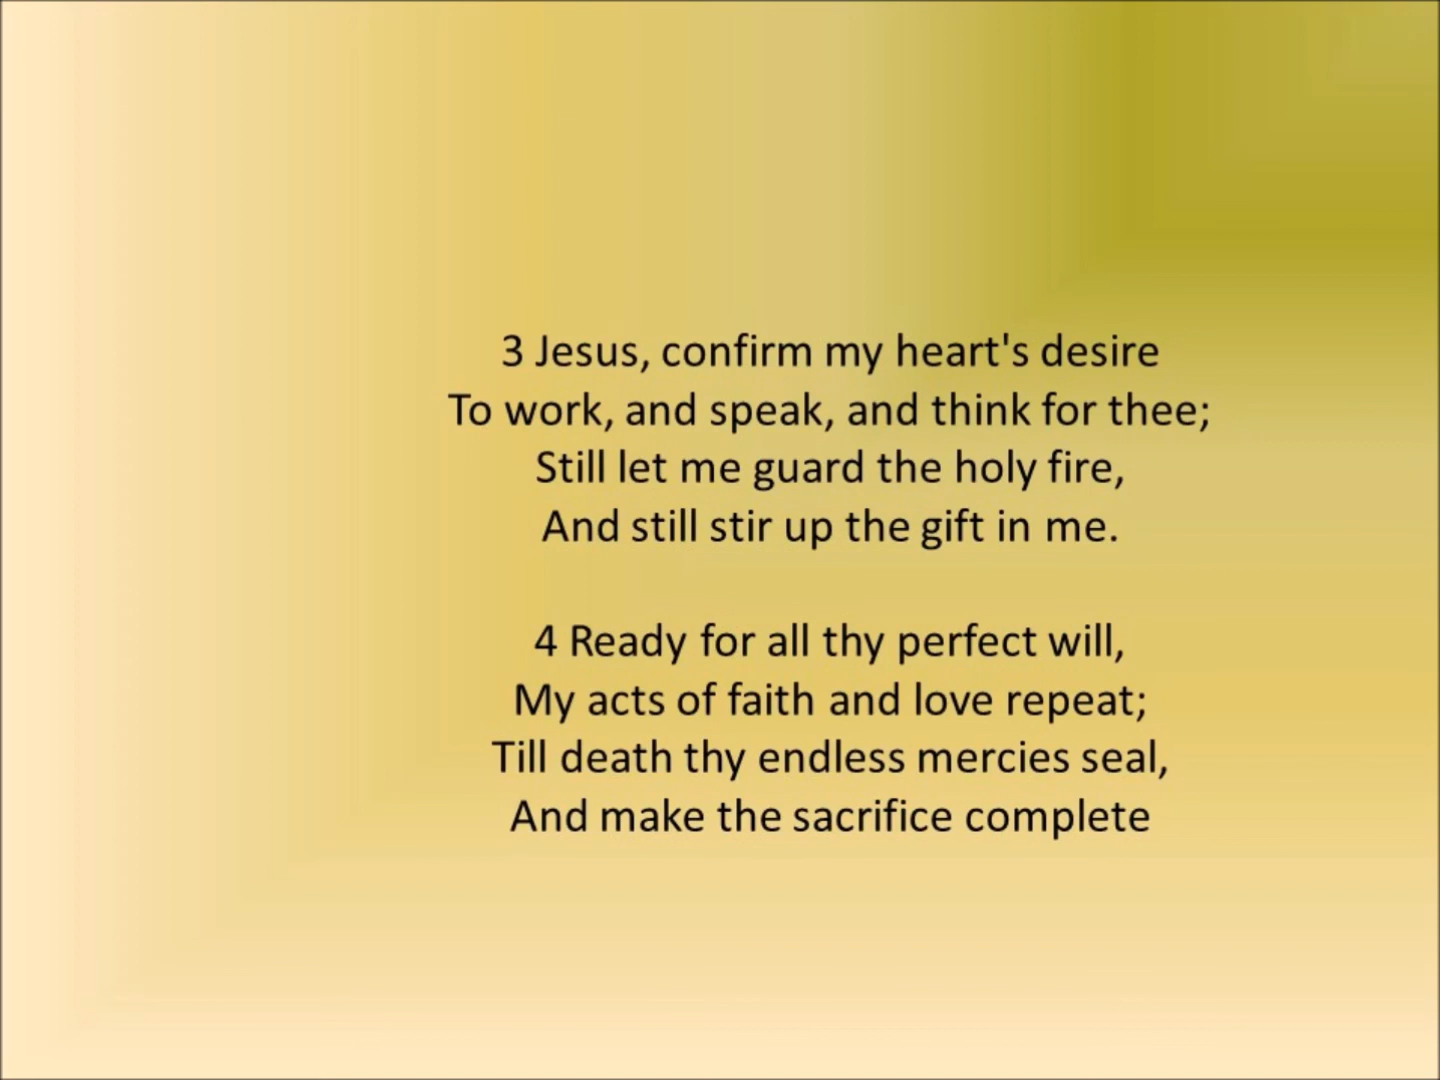 3 Jesus, confirm my heart's desire
To work, and speak, and think for thee;
Still let me guard the holy fire,
And still stir up the gift in me.
4 Ready for all thy perfect will,
My acts of faith and love repeat;
Till death thy endless mercies seal,
And make the sacrifice complete